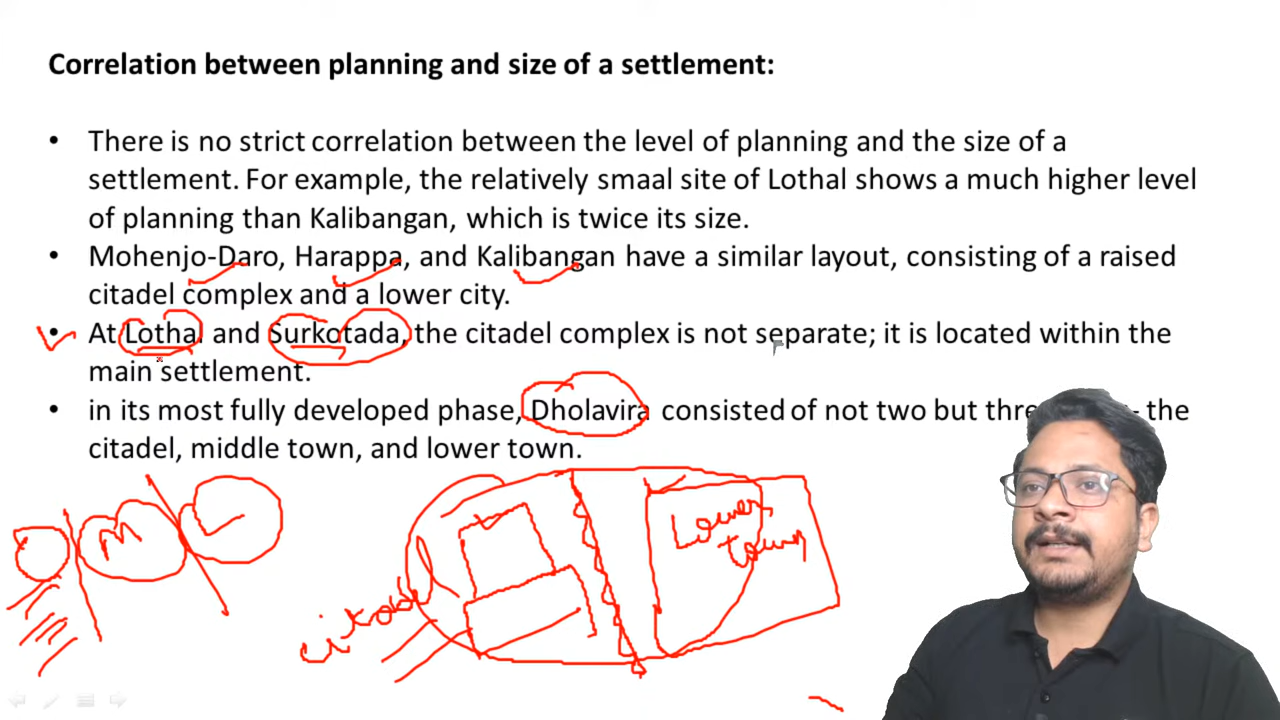 Correlation between planning and size of a settlement:
• There is no strict correlation between the level of planning and the size of a
settlement. For example, the relatively smaal site of Lothal shows a much higher level
of planning than Kalibangan, which is twice its size.
• Mohenjo-Daro, Harappa, and Kalibangan have a similar layout, consisting of a raised
citadel complex and a lower city.
• At Lothal and Surkotada, the citadel complex is not separate; it is located within the
main settlement.
• in its most fully developed phase, Dholavira consisted of not two but three - the
citadel, middle town, and lower town.
M L
Lower
town
citadel